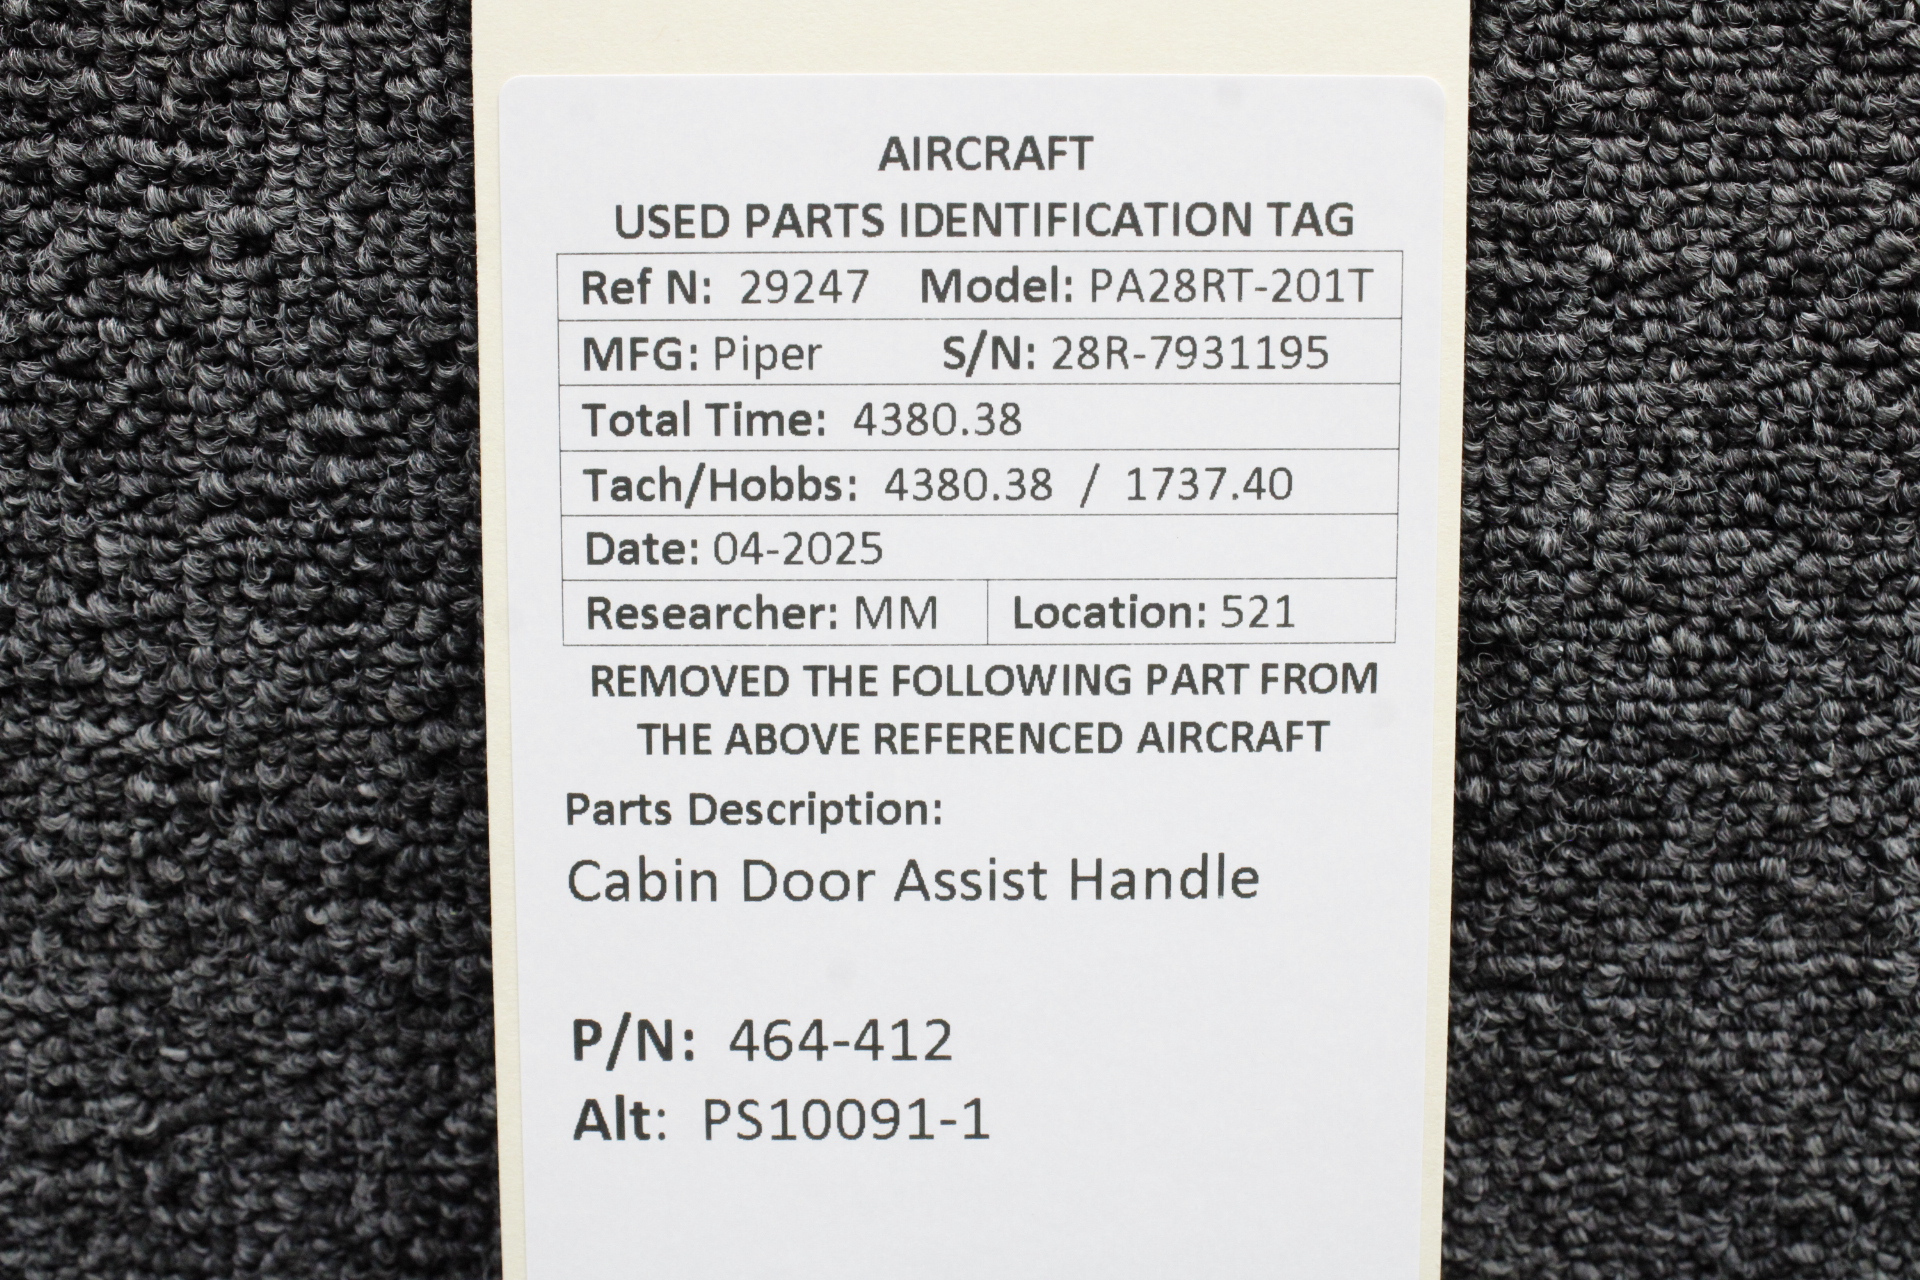 AIRCRAFT
USED PARTS IDENTIFICATION TAG
Ref N: 29247 Model: PA28RT-201T
MFG: Piper S/N: 28R-7931195
Total Time: 4380.38
Tach/Hobbs: 4380.38 / 1737.40
Date: 04-2025
Researcher: MM Location: 521
REMOVED THE FOLLOWING PART FROM
THE ABOVE REFERENCED AIRCRAFT
Parts Description:
Cabin Door Assist Handle
P/N: 464-412
Alt: PS10091-1